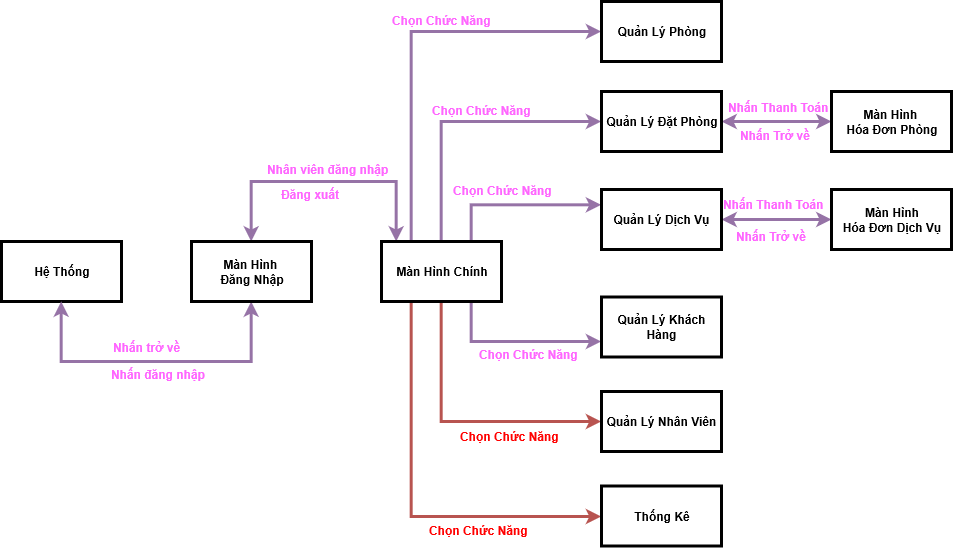 Chọn Chức Năng
Quản Lý Phòng
Chọn Chức Năng
Quản Lý Đặt Phòng
Nhấn Thanh Toán
Nhấn Trở về
Màn Hình
Hóa Đơn Phòng
Nhân viên đăng nhập
Đăng xuất
Chọn Chức Năng
Quản Lý Dịch Vụ
Nhấn Thanh Toán
Nhấn Trở về
Màn Hình
Hóa Đơn Dịch Vụ
Hệ Thống
Màn Hình
Đăng Nhập
Màn Hình Chính
Nhấn trở về
Nhấn đăng nhập
Quản Lý Khách
Hàng
Chọn Chức Năng
Quản Lý Nhân Viên
Chọn Chức Năng
Thống Kê
Chọn Chức Năng